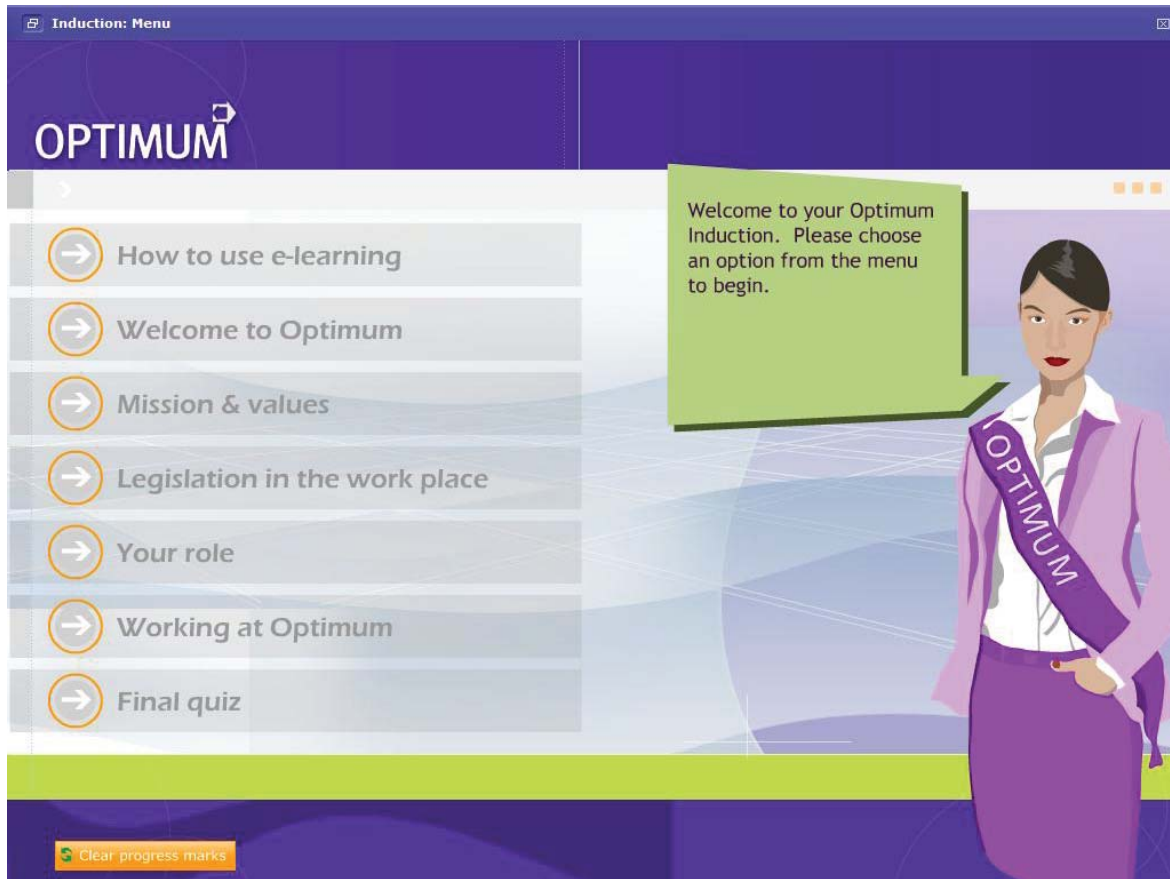 Induction: Menu
OPTIMUM
Welcome to your Optimum
Induction. Please choose
an option from the menu
to begin.
How to use e-learning
Welcome to Optimum
Mission & values
Legislation in the work place
Your role
Working at Optimum
Final quiz
OPTIMUM
Clear progress marks